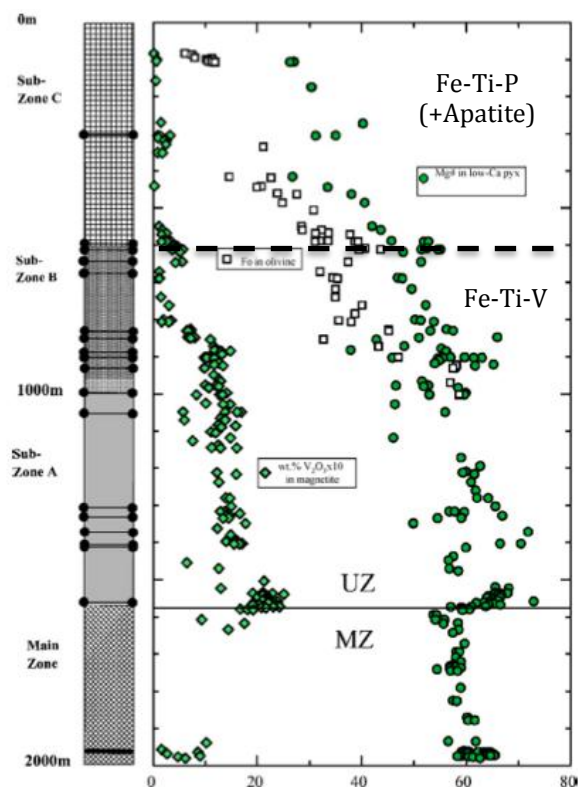 0m
Sub-
Zone C
Fe-Ti-P
(+Apatite)
Mg# in low-Ca pyx
Sub-
Zone B
Fo in olivine
Fe-Ti-V
1000m
Sub-
Zone A
wt.% V₂O₅x10
in magnetite
UZ
MZ
Main
Zone
2000m
0 20 40 60 80